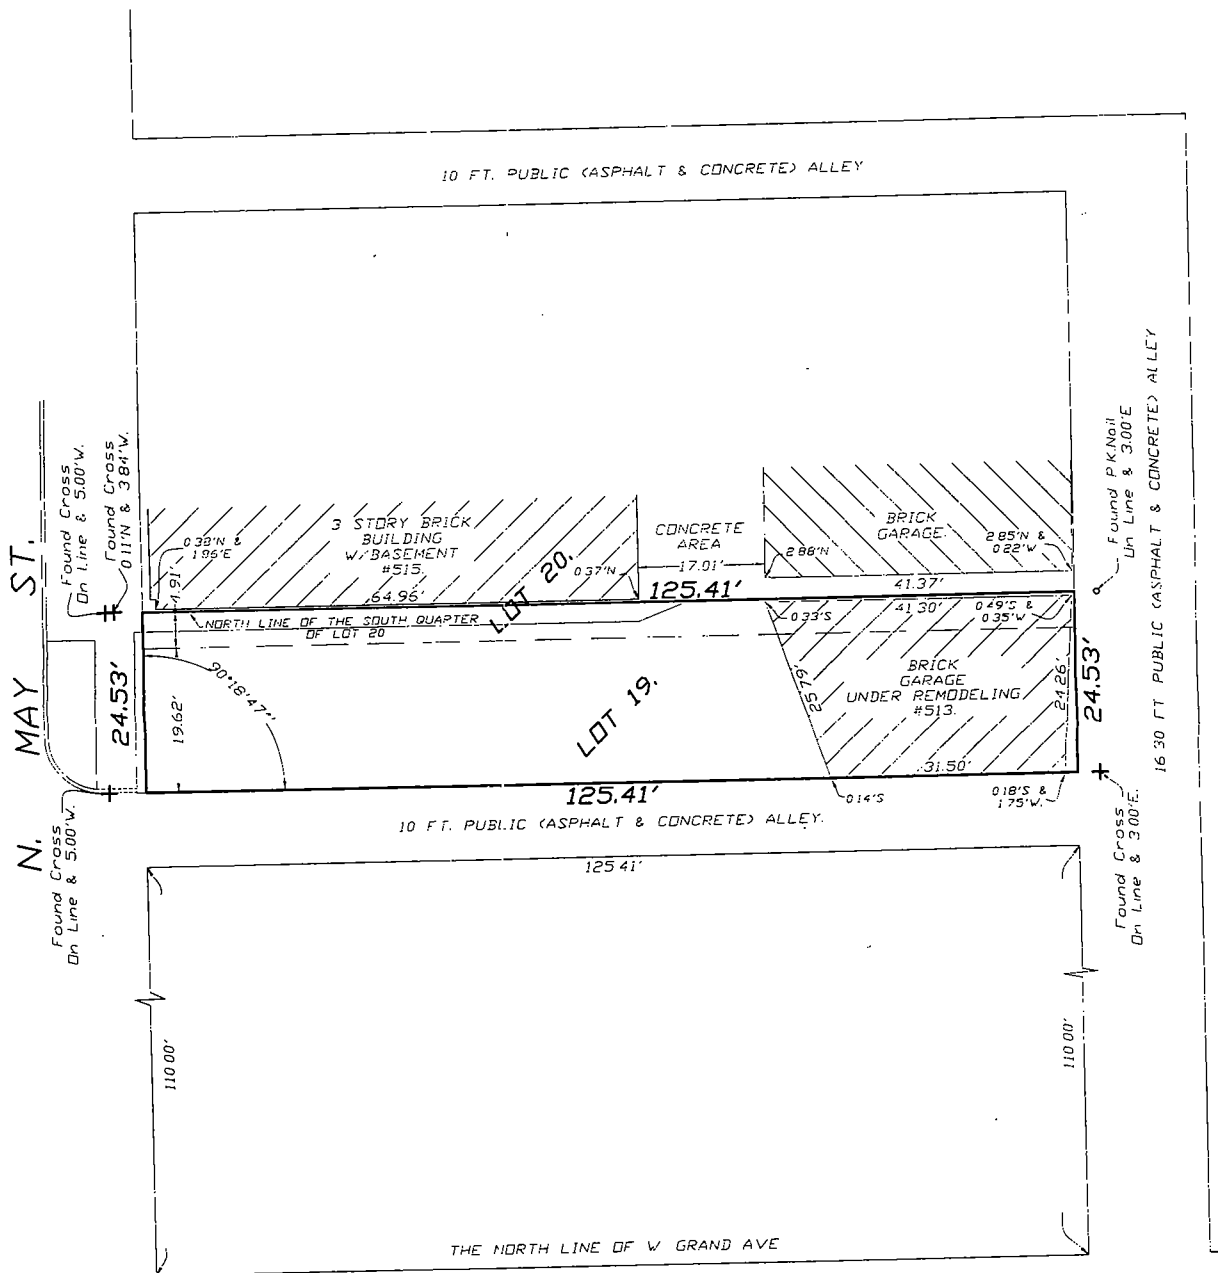 10 FT. PUBLIC (ASPHALT & CONCRETE) ALLEY
N. MAY ST.
Found Cross
On Line & 5.00'W.
Found Cross
0.11'N & 3.84'W.
0.38'N &
1.96'E
4.91'
3 STORY BRICK
BUILDING
W/BASEMENT
#515.
64.96'
0.37'N
LOT 20.
CONCRETE
AREA
17.01'
125.41'
2.88'N
BRICK
GARAGE.
2.85'N &
0.22'W
41.37'
Found P.K.Nail
On Line & 3.00'E
16.30 FT PUBLIC (ASPHALT & CONCRETE) ALLEY
NORTH LINE OF THE SOUTH QUARTER
OF LOT 20
0.33'S
41.30'
0.49'S &
0.35'W
24.53'
19.62'
90°18'47"
LOT 19.
25.79'
BRICK
GARAGE
UNDER REMODELING
#513.
24.26'
24.53'
31.50'
125.41'
0.14'S
0.18'S &
1.75'W.
Found Cross
On Line & 5.00'W.
10 FT. PUBLIC (ASPHALT & CONCRETE) ALLEY.
Found Cross
On Line & 3.00'E.
125.41'
110.00'
110.00'
THE NORTH LINE OF W GRAND AVE